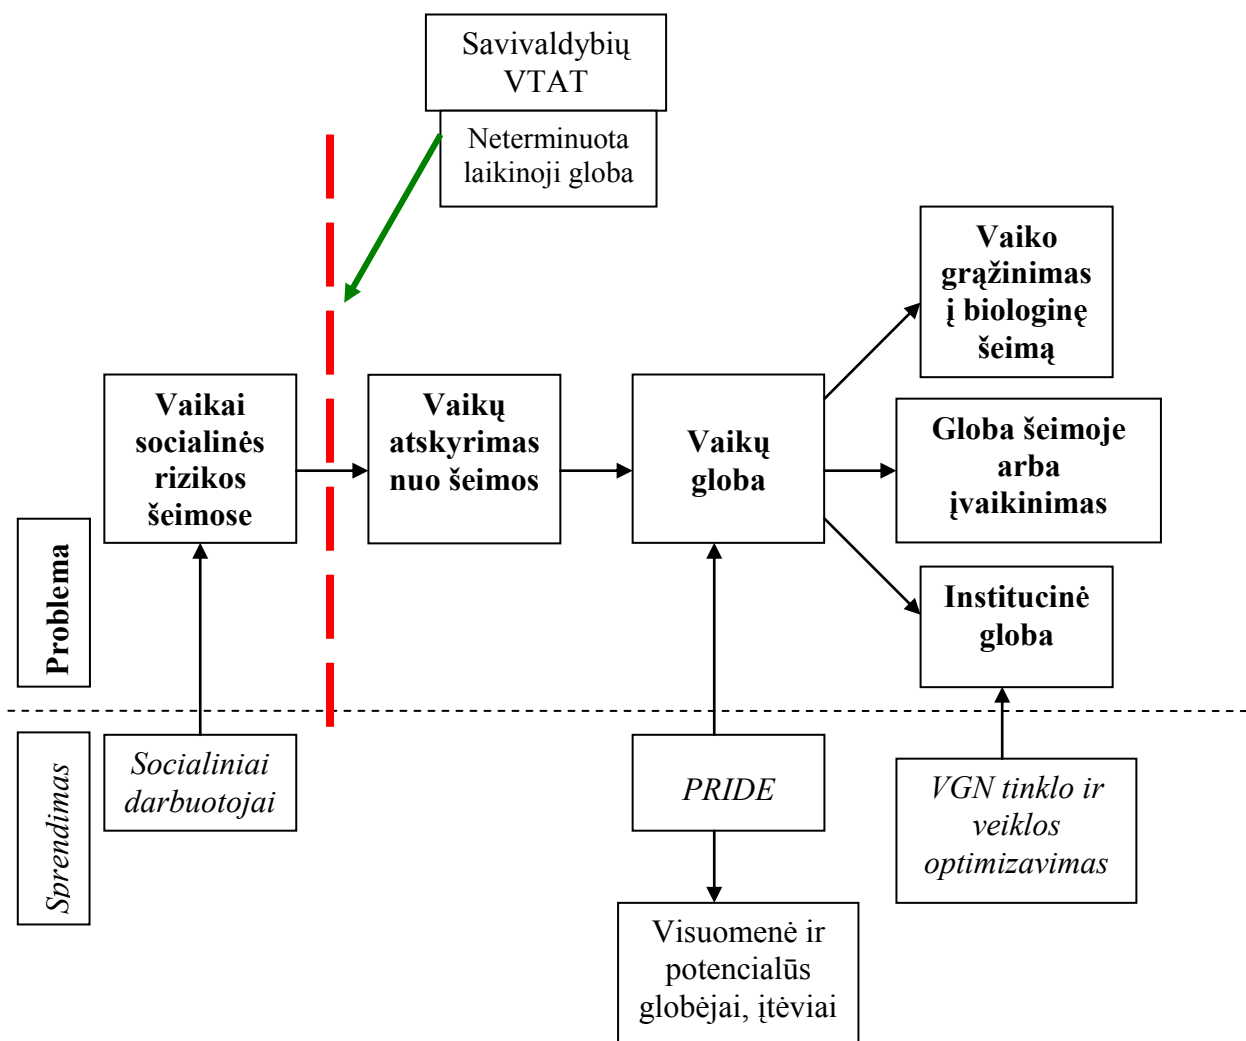 Savivaldybių
VTAT
Neterminuota
laikinoji globa
Vaiko
grąžinimas
į biologinę
šeimą
Vaikai
socialinės
rizikos
šeimose
Vaikų
atskyrimas
nuo šeimos
Vaikų
globa
Globa šeimoje
arba
įvaikinimas
Institucinė
globa
Problema
Sprendimas
Socialiniai
darbuotojai
PRIDE
VGN tinklo ir
veiklos
optimizavimas
Visuomenė ir
potencialūs
globėjai, įtėviai